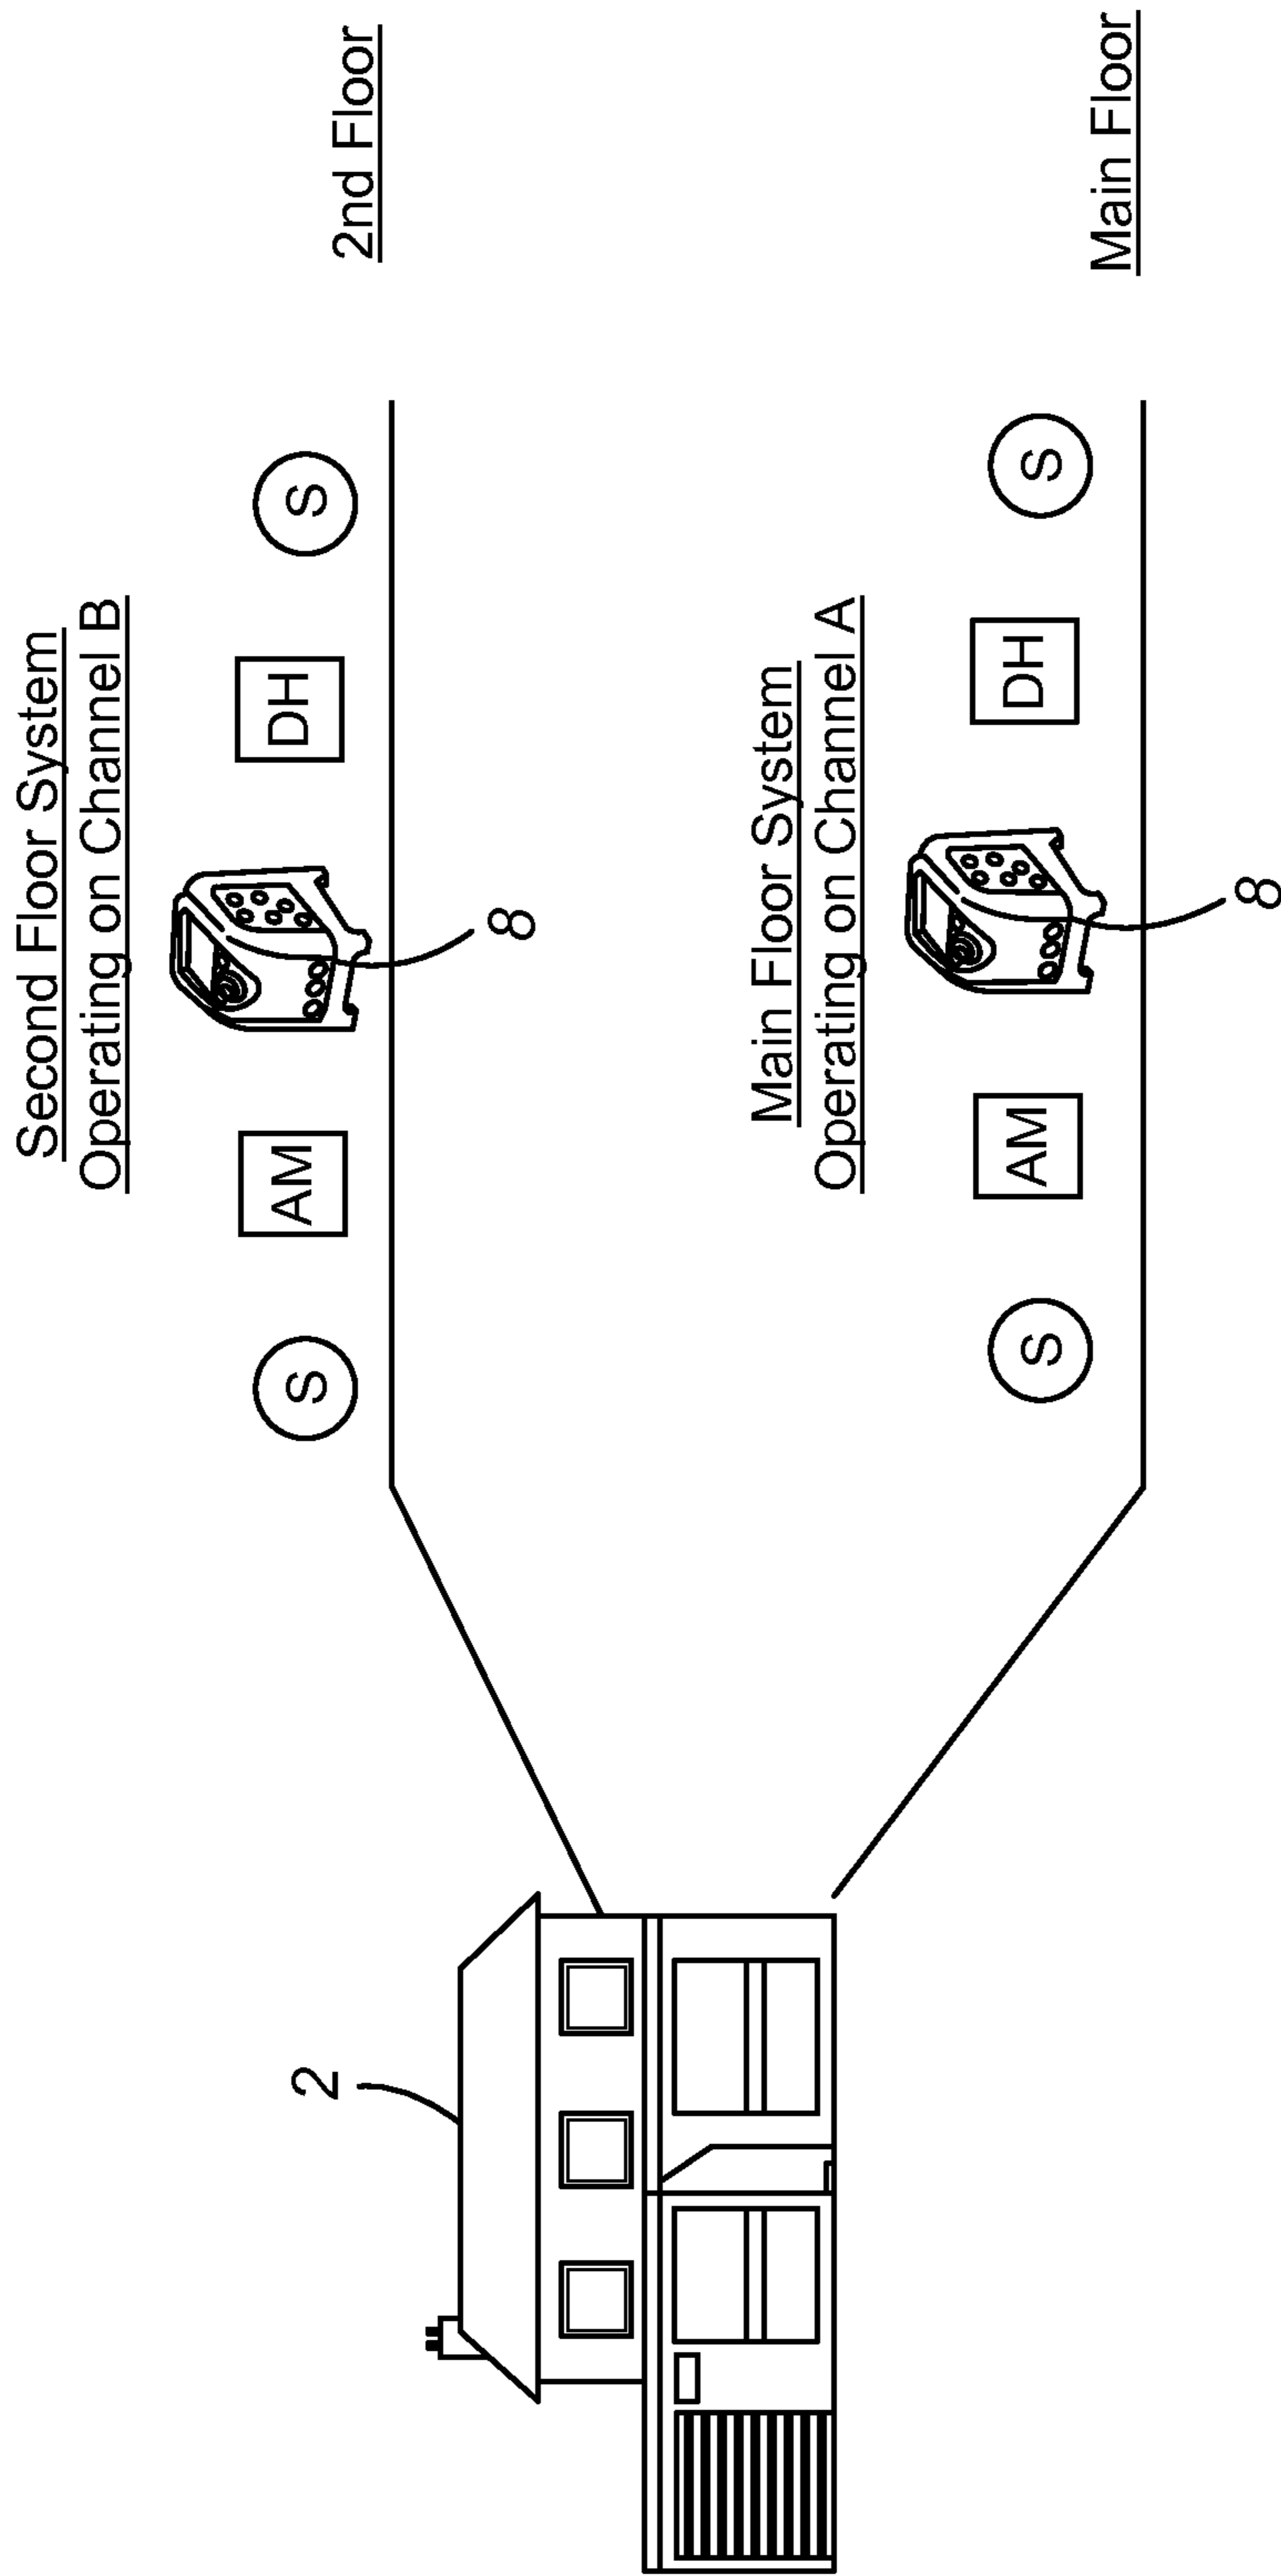 Second Floor System
Operating on Channel B
S
AM
DH
S
8
2nd Floor
2
Main Floor System
Operating on Channel A
S
AM
DH
S
8
Main Floor